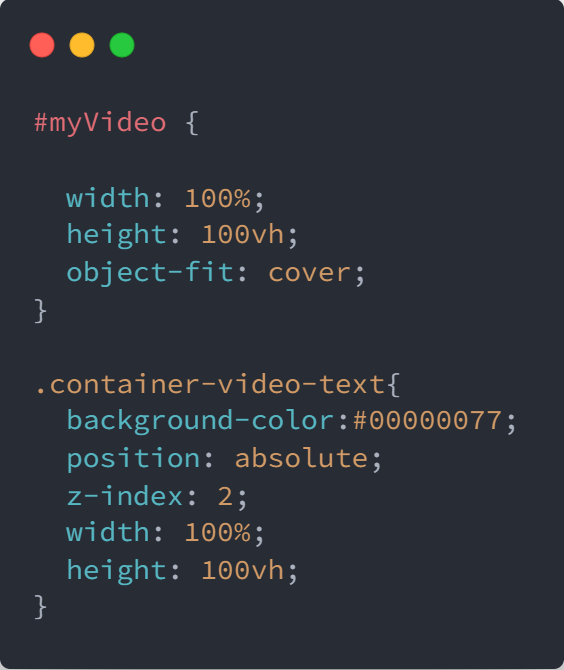 #myVideo {
width: 100%;
height: 100vh;
object-fit: cover;
}
.container-video-text{
background-color:#00000077;
position: absolute;
z-index: 2;
width: 100%;
height: 100vh;
}